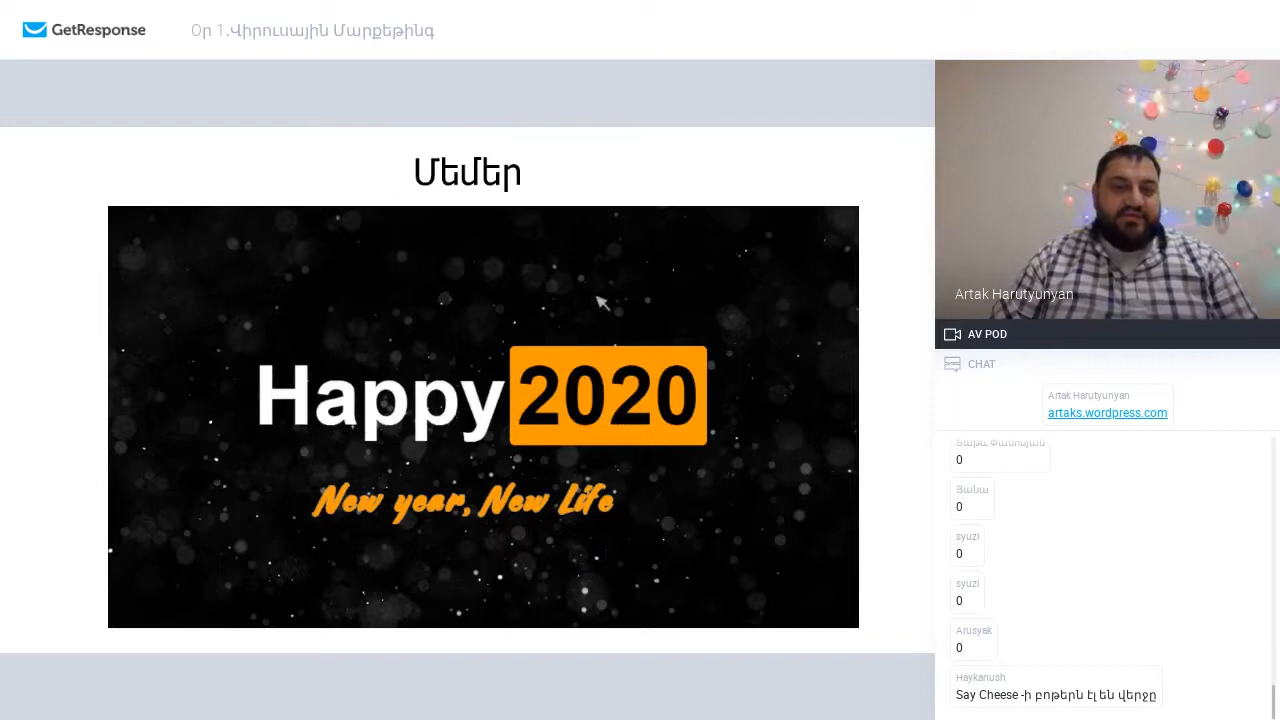 GetResponse
Օր 1.Վիրուսային Մարքեթինգ
Մեմեր
Happy 2020
New year, New Life
Artak Harutyunyan
AV POD
CHAT
Artak Harutyunyan
artaks.wordpress.com
0
Յանա
0
syuzi
0
syuzi
0
Arusyak
0
Haykanush
Say Cheese -ի բոթերն էլ են վերջը